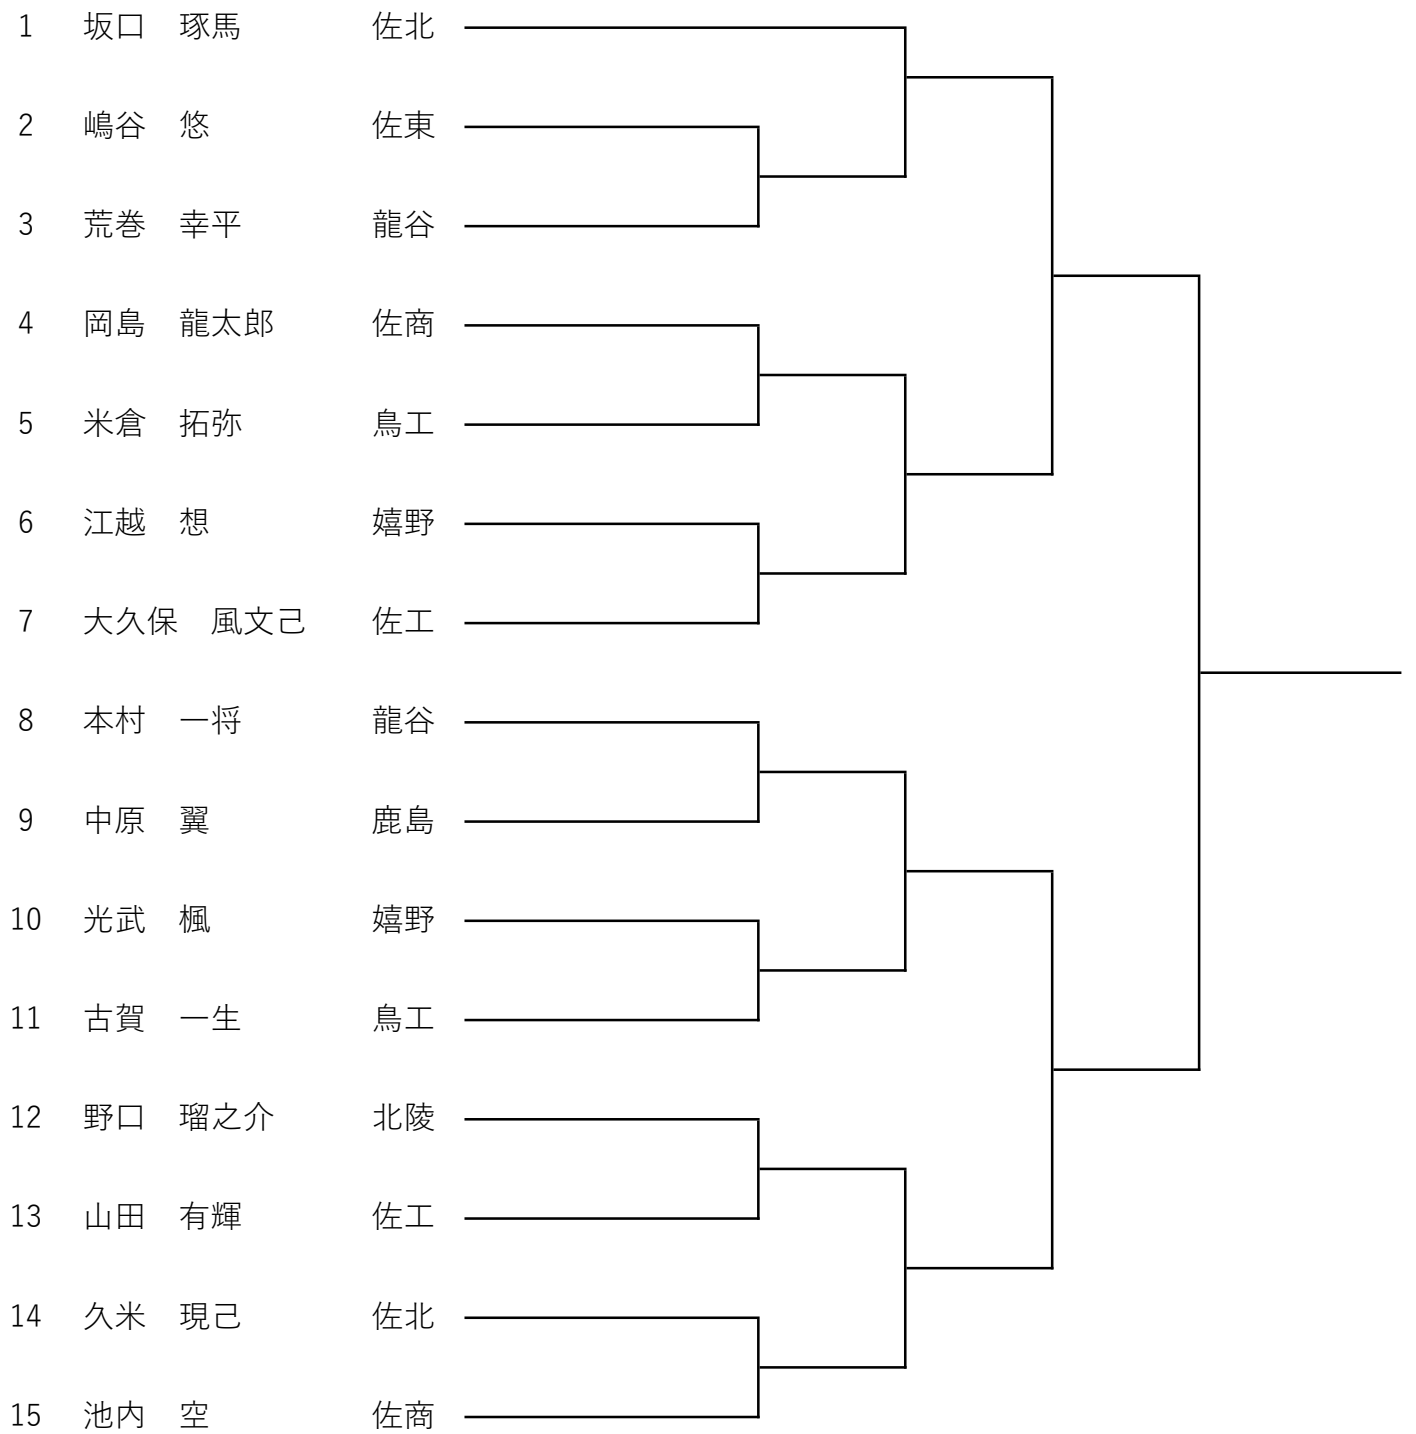 1 坂口 琢馬 佐北
2 嶋谷 悠 佐東
3 荒巻 幸平 龍谷
4 岡島 龍太郎 佐商
5 米倉 拓弥 鳥工
6 江越 想 嬉野
7 大久保 風文己 佐工
8 本村 一将 龍谷
9 中原 翼 鹿島
10 光武 楓 嬉野
11 古賀 一生 鳥工
12 野口 瑠之介 北陵
13 山田 有輝 佐工
14 久米 現己 佐北
15 池内 空 佐商